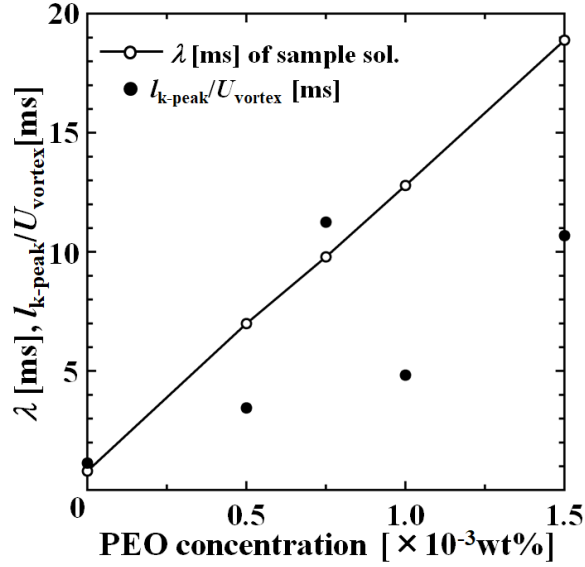 λ [ms] of sample sol.
l_k-peak/U_vortex [ms]
λ [ms], l_k-peak/U_vortex[ms]
20
15
10
5
0
0.5 1.0 1.5
PEO concentration [×10⁻³wt%]